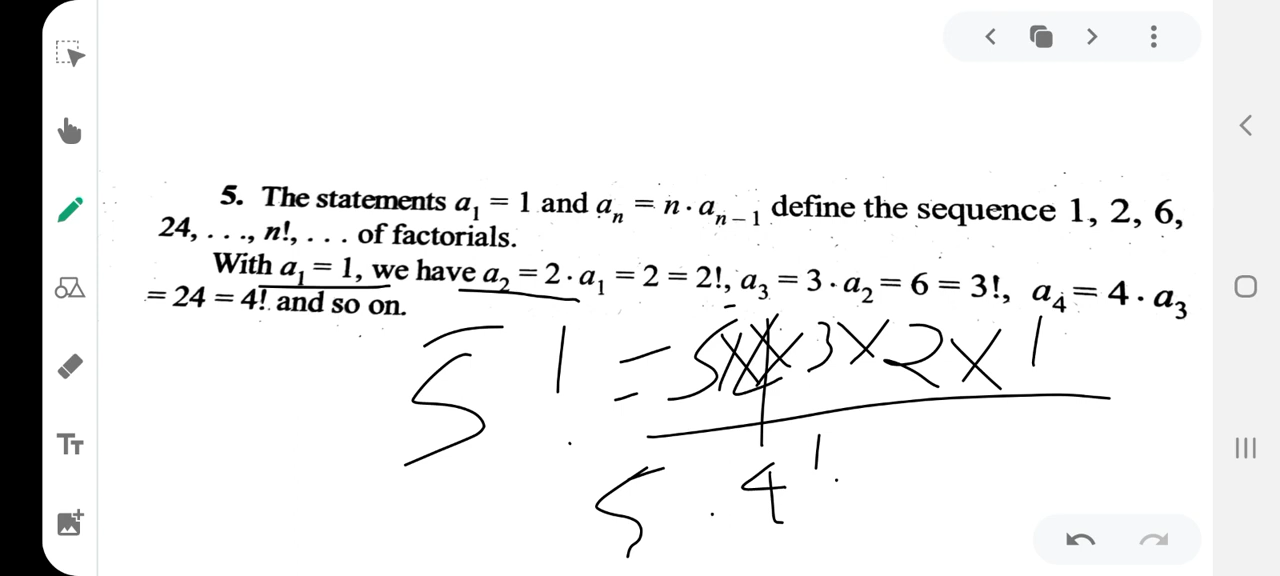 5. The statements a₁ = 1 and aₙ = n · aₙ₋₁ define the sequence 1, 2, 6,
24, . . ., n!, . . . of factorials.
With a₁ = 1, we have a₂ = 2 · a₁ = 2 = 2!, a₃ = 3 · a₂ = 6 = 3!, a₄ = 4 · a₃
= 24 = 4! and so on.
5! = 5×4×3×2×1
5 · 4!
Tт